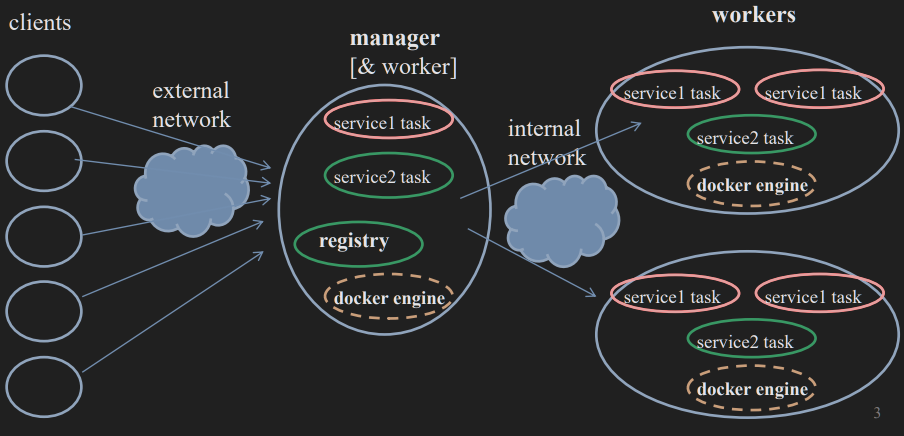 clients
external
network
manager
[& worker]
service1 task
service2 task
registry
docker engine
internal
network
workers
service1 task
service1 task
service2 task
docker engine
service1 task
service1 task
service2 task
docker engine
3